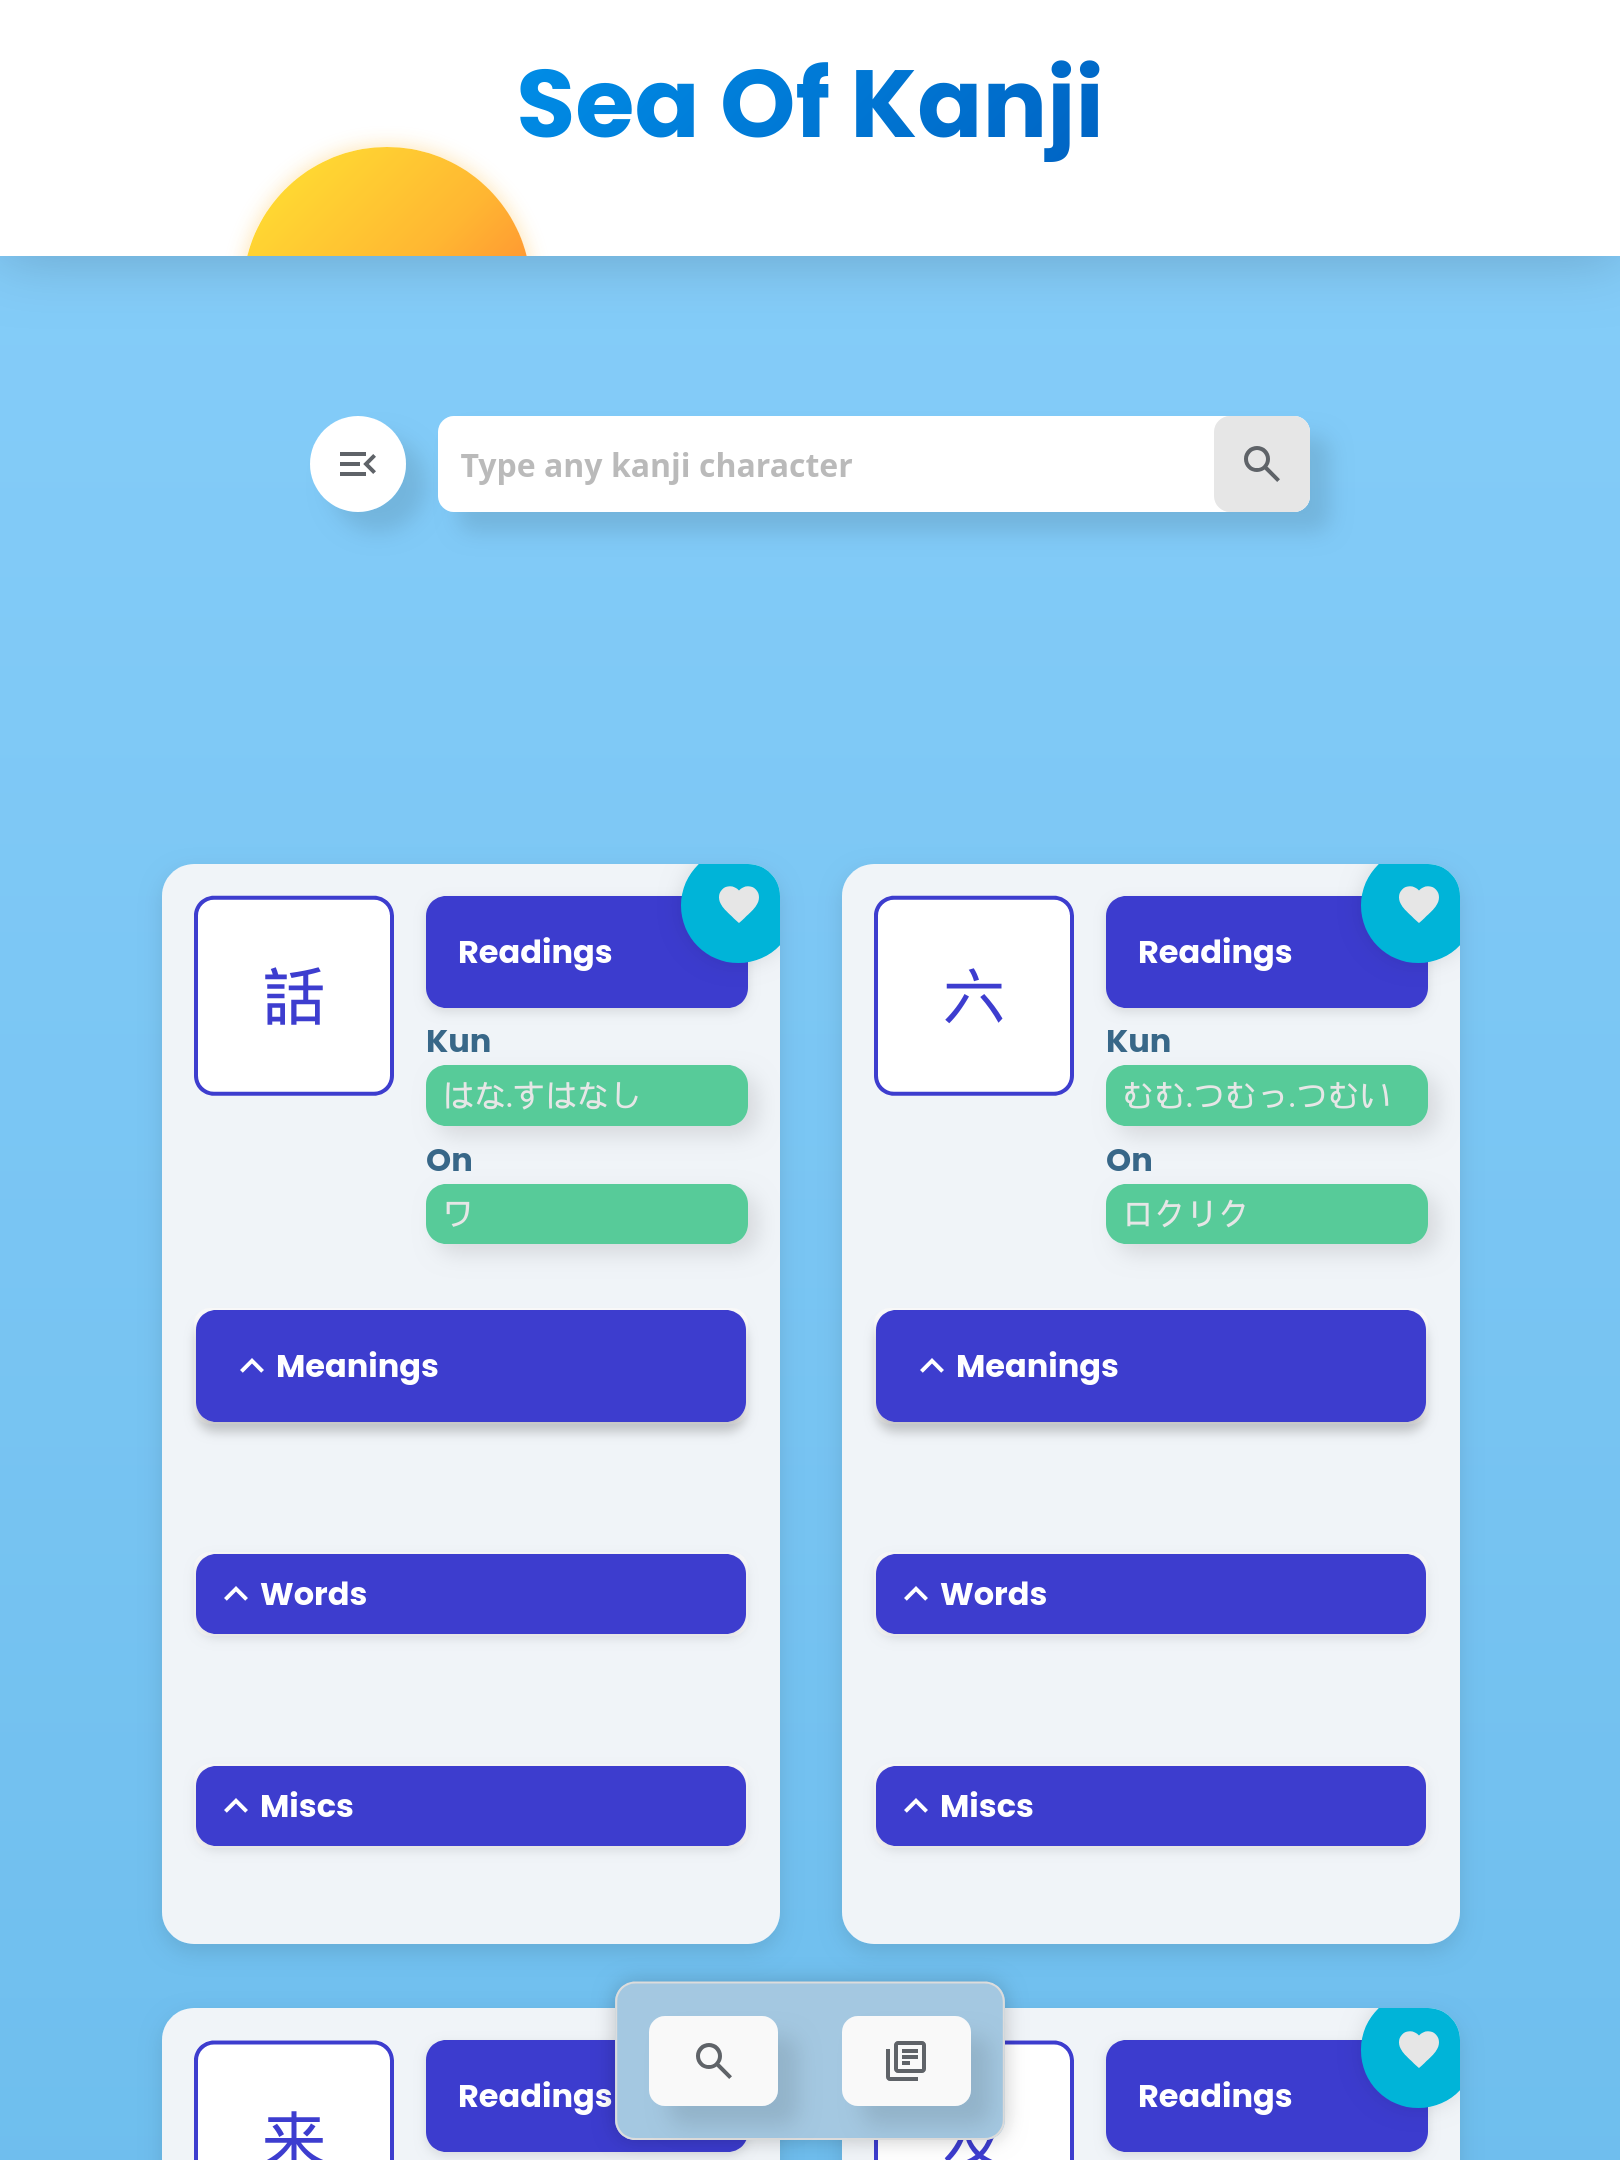 Sea Of Kanji
Type any kanji character
話
Readings
Kun
はな.すはなし
On
ワ
Meanings
Words
Miscs
六
Readings
Kun
むむ.つむっ.つむい
On
ロクリク
Meanings
Words
Miscs
来
Readings
Readings